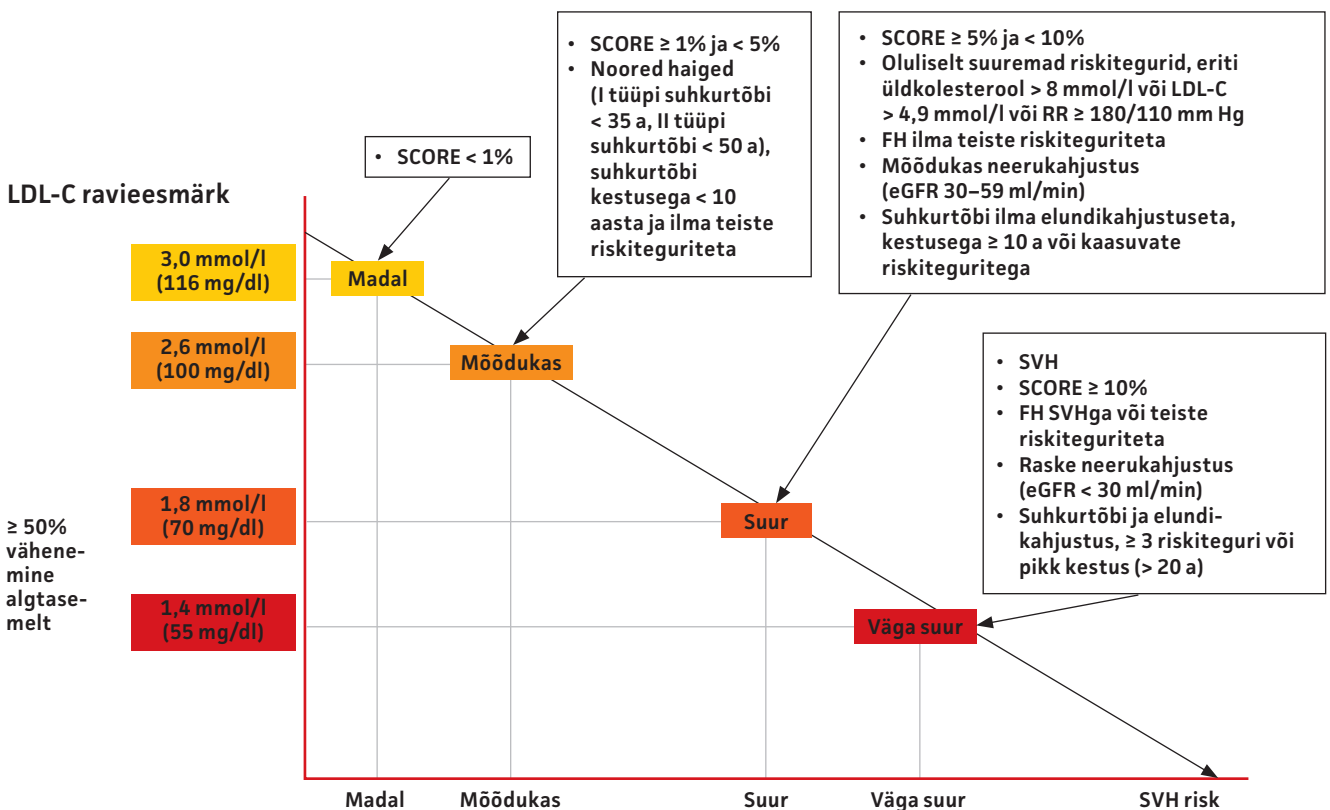 • SCORE < 1%
• SCORE ≥ 1% ja < 5%
• Noored haiged
(I tüüpi suhkurtõbi
< 35 a, II tüüpi
suhkurtõbi < 50 a),
suhkurtõbi
kestusega < 10
aasta ja ilma teiste
riskiteguriteta
• SCORE ≥ 5% ja < 10%
• Oluliselt suuremad riskitegurid, eriti
üldkolesterool > 8 mmol/l või LDL-C
> 4,9 mmol/l või RR ≥ 180/110 mm Hg
• FH ilma teiste riskiteguriteta
• Mõõdukas neerukahjustus
(eGFR 30–59 ml/min)
• Suhkurtõbi ilma elundikahjustuseta,
kestusega ≥ 10 a või kaasuvate
riskiteguritega
• SVH
• SCORE ≥ 10%
• FH SVHga või teiste
riskiteguriteta
• Raske neerukahjustus
(eGFR < 30 ml/min)
• Suhkurtõbi ja elundi-
kahjustus, ≥ 3 riskiteguri või
pikk kestus (> 20 a)
LDL-C ravieesmärk
3,0 mmol/l
(116 mg/dl)
Madal
2,6 mmol/l
(100 mg/dl)
Mõõdukas
1,8 mmol/l
(70 mg/dl)
Suur
1,4 mmol/l
(55 mg/dl)
Väga suur
≥ 50%
vähene-
mine
algtase-
melt
Madal
Mõõdukas
Suur
Väga suur
SVH risk